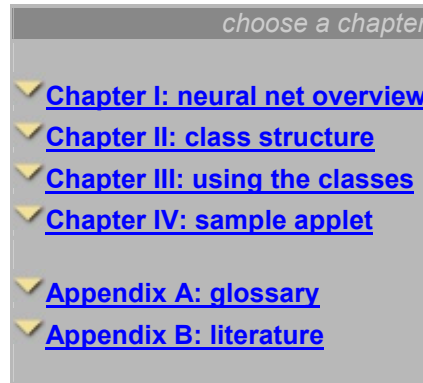 choose a chapter
Chapter I: neural net overview
Chapter II: class structure
Chapter III: using the classes
Chapter IV: sample applet
Appendix A: glossary
Appendix B: literature